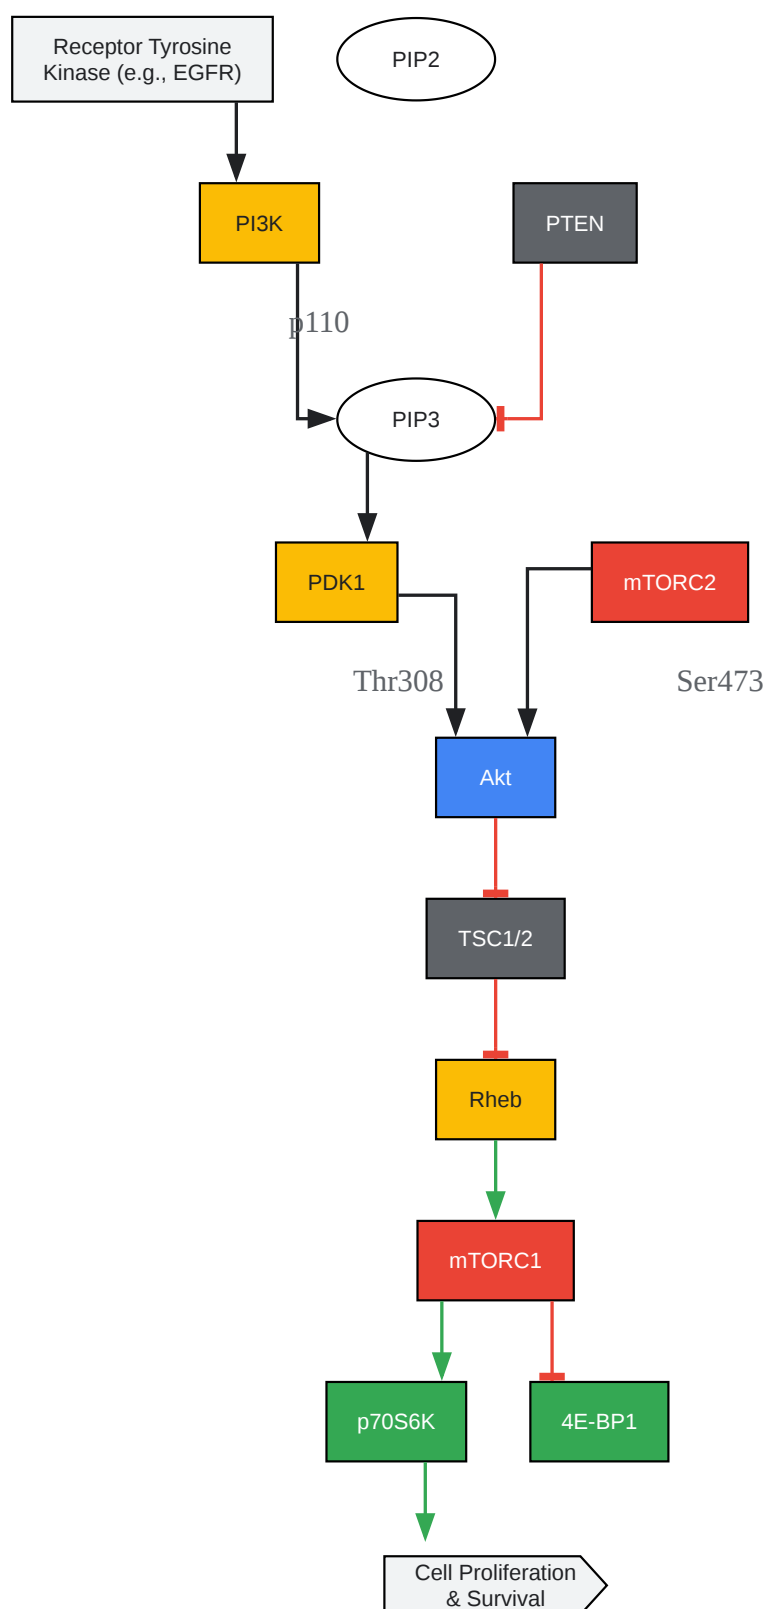 Receptor Tyrosine
Kinase (e.g., EGFR)
PIP2
PI3K
PTEN
p110
PIP3
PDK1
mTORC2
Thr308
Ser473
Akt
TSC1/2
Rheb
mTORC1
p70S6K
4E-BP1
Cell Proliferation
& Survival